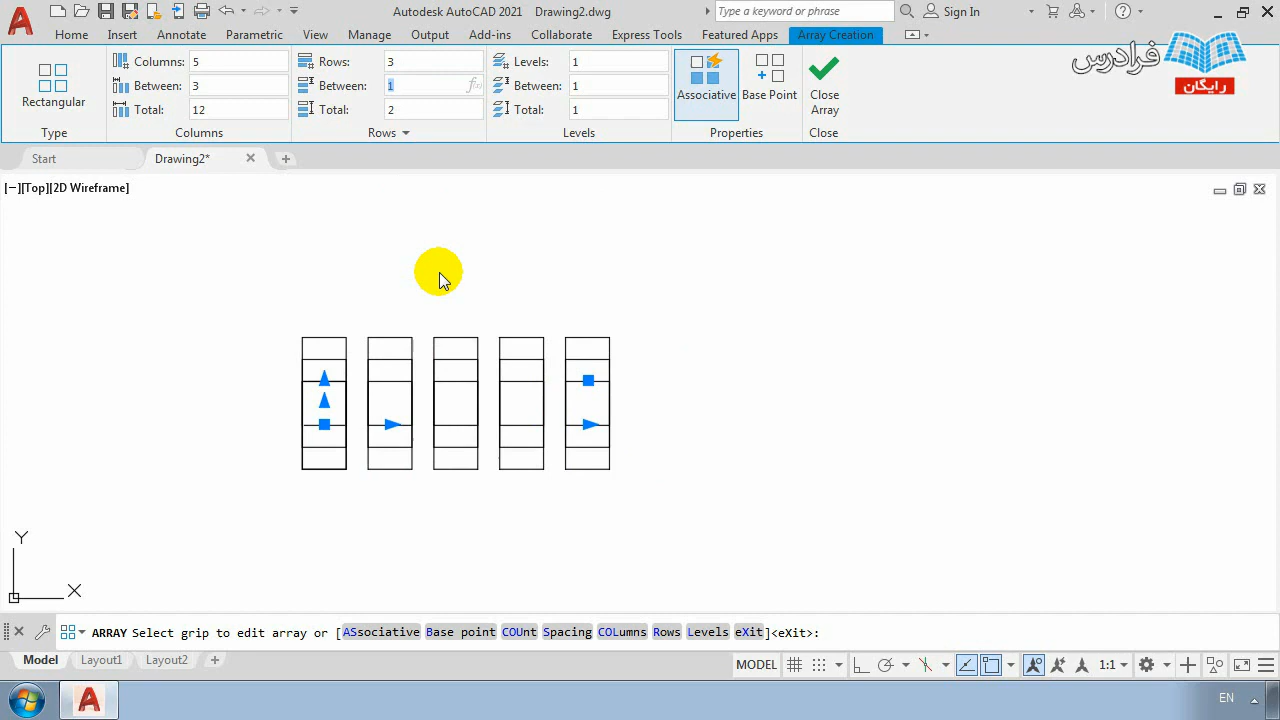 Autodesk AutoCAD 2021 Drawing2.dwg
Type a keyword or phrase
Sign In
Home Insert Annotate Parametric View Manage Output Add-ins Collaborate Express Tools Featured Apps Array Creation
Rectangular
Type
Columns: 5
Between: 3
Total: 12
Columns
Rows: 3
Between: 1
Total: 2
Rows
Levels: 1
Between: 1
Total: 1
Levels
Associative
Base Point
Properties
Close
Array
Close
فرادرس
رایگان
Start
Drawing2*
[−][Top][2D Wireframe]
Y
X
ARRAY Select grip to edit array or [ASsociative Base point COUnt Spacing COLumns Rows Levels eXit]<eXit>:
Model Layout1 Layout2
MODEL
1:1
EN